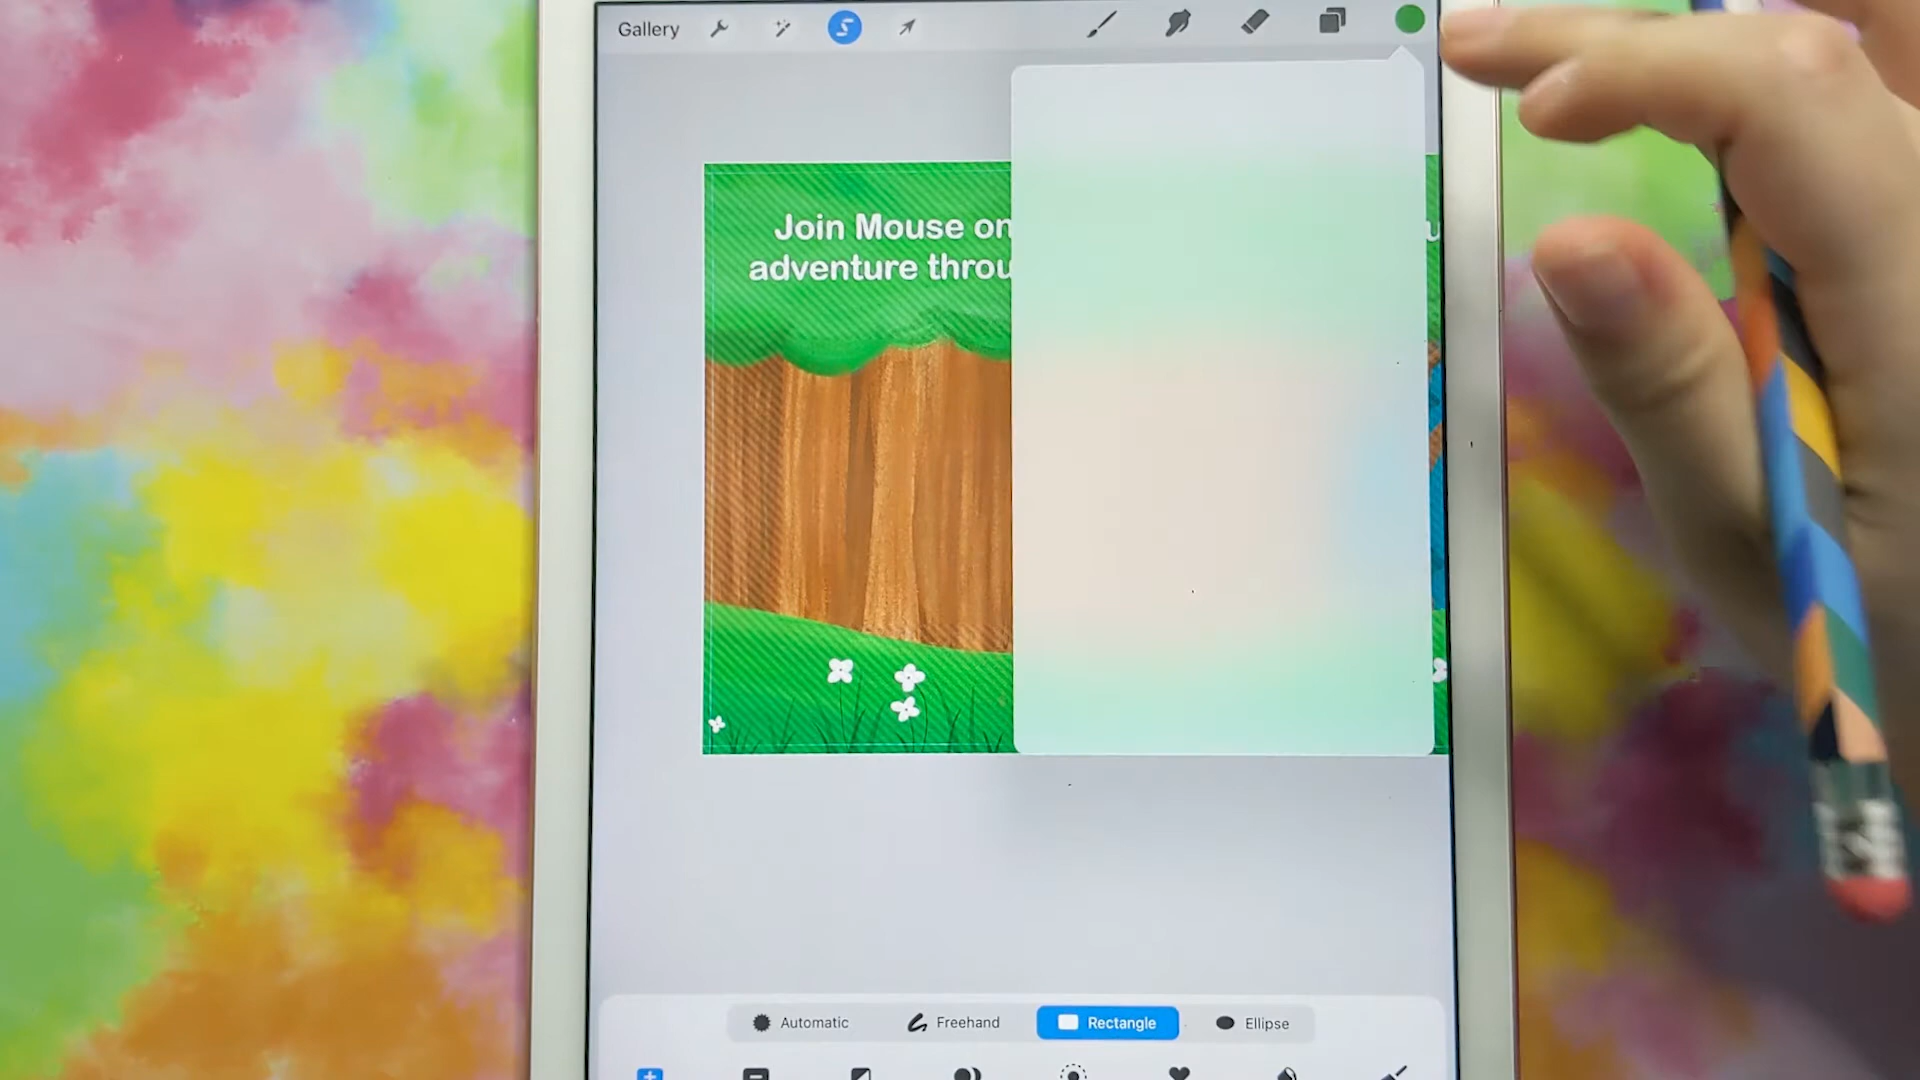 Gallery
Join Mouse on
adventure throu
u
Automatic
Freehand
Rectangle
Ellipse